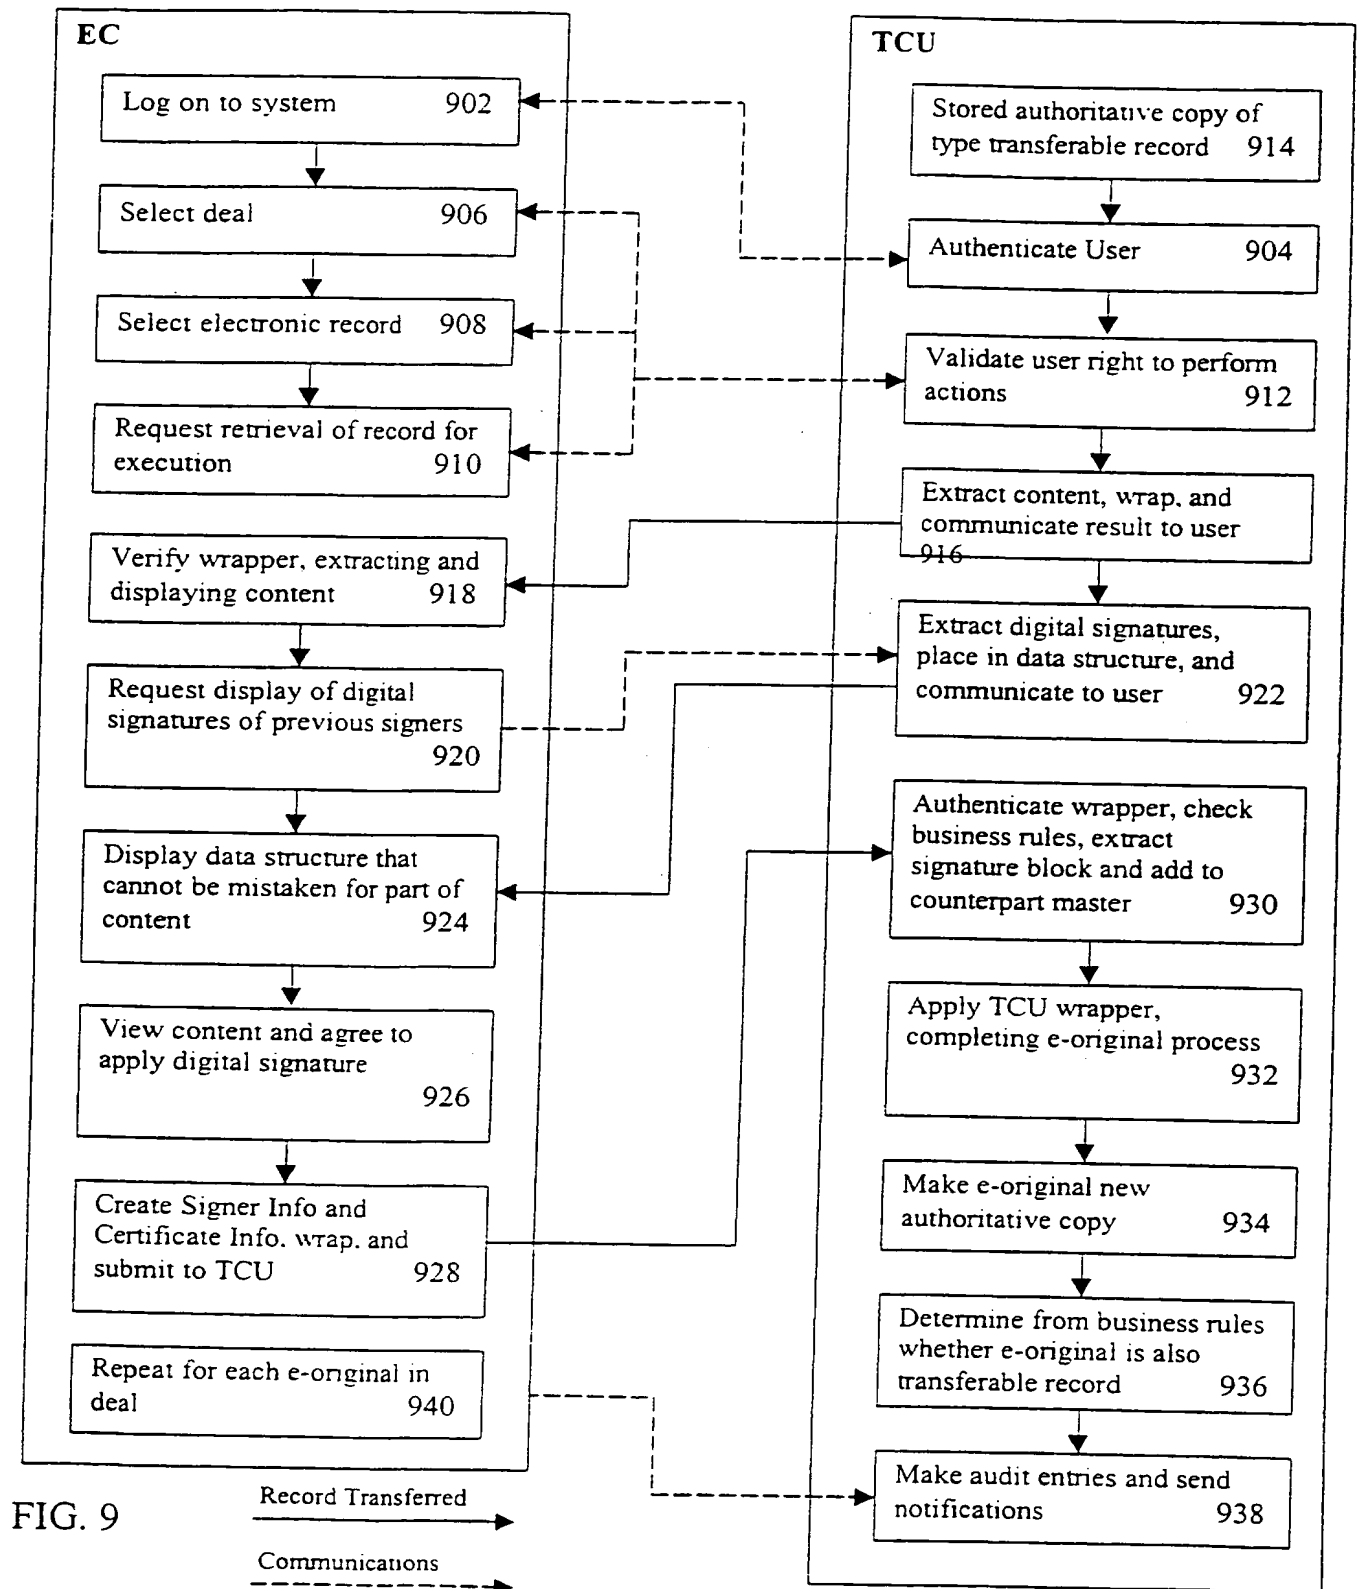 EC
Log on to system 902
Select deal 906
Select electronic record 908
Request retrieval of record for
execution 910
Verify wrapper, extracting and
displaying content 918
Request display of digital
signatures of previous signers
920
Display data structure that
cannot be mistaken for part of
content 924
View content and agree to
apply digital signature
926
Create Signer Info and
Certificate Info, wrap, and
submit to TCU 928
Repeat for each e-original in
deal 940
TCU
Stored authoritative copy of
type transferable record 914
Authenticate User 904
Validate user right to perform
actions 912
Extract content, wrap, and
communicate result to user
916
Extract digital signatures,
place in data structure, and
communicate to user 922
Authenticate wrapper, check
business rules, extract
signature block and add to
counterpart master 930
Apply TCU wrapper,
completing e-original process
932
Make e-original new
authoritative copy 934
Determine from business rules
whether e-original is also
transferable record 936
Make audit entries and send
notifications 938
FIG. 9
Record Transferred
Communications